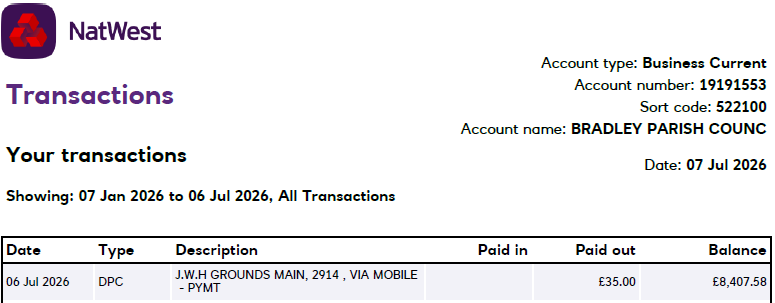 NatWest
Account type: Business Current
Transactions
Account number: 19191553
Sort code: 522100
Account name: BRADLEY PARISH COUNC
Your transactions
Date: 07 Jul 2026
Showing: 07 Jan 2026 to 06 Jul 2026, All Transactions
Date Type Description Paid in Paid out Balance
06 Jul 2026 DPC J.W.H GROUNDS MAIN, 2914 , VIA MOBILE £35.00 £8,407.58
- PYMT